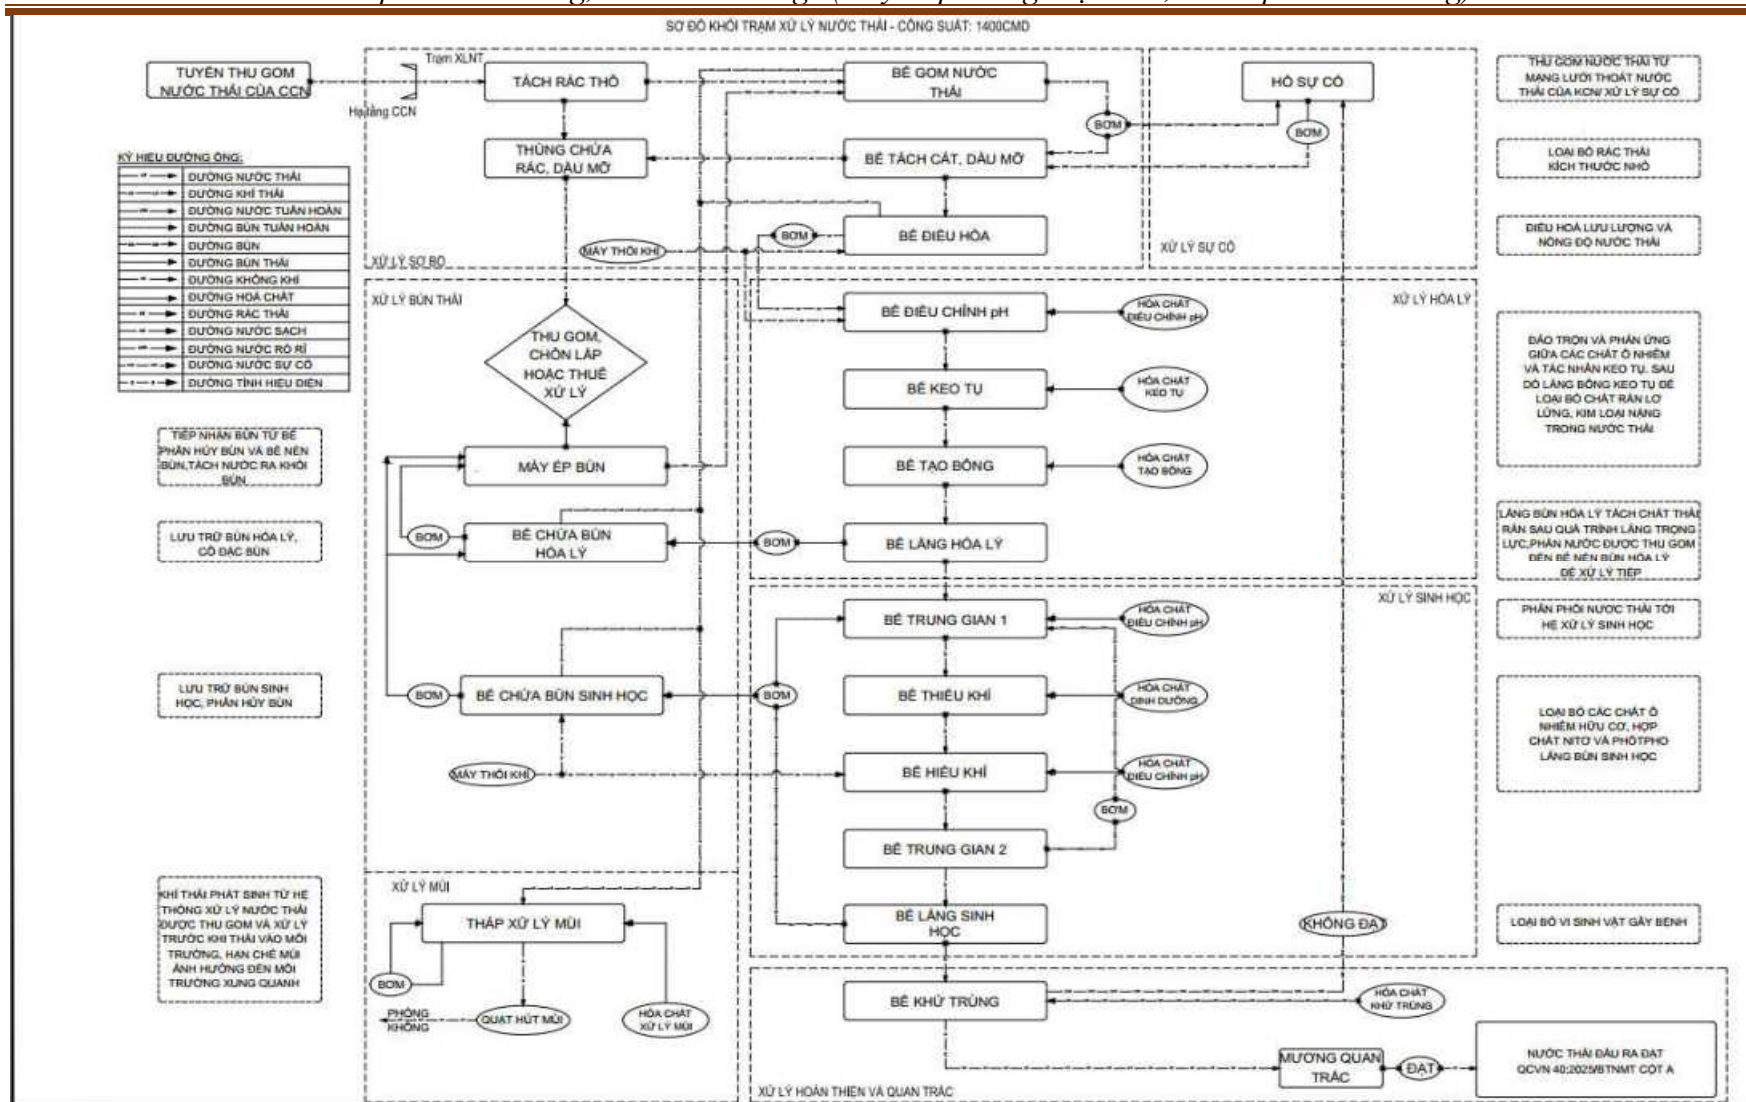 SƠ ĐỒ KHỐI TRẠM XỬ LÝ NƯỚC THẢI - CÔNG SUẤT: 1400CMD
TUYẾN THU GOM
NƯỚC THẢI CỦA CCN
Trạm XLNT
Hạ tầng CCN
TÁCH RÁC THÔ
BỂ GOM NƯỚC
THẢI
BƠM
HỒ SỰ CỐ
BƠM
THU GOM NƯỚC THẢI TỪ
MẠNG LƯỚI THOÁT NƯỚC
THẢI CỦA KCN/ XỬ LÝ SỰ CỐ
THÙNG CHỨA
RÁC, DẦU MỠ
BỂ TÁCH CÁT, DẦU MỠ
LOẠI BỎ RÁC THẢI
KÍCH THƯỚC NHỎ
BƠM
BỂ ĐIỀU HÒA
MÁY THỔI KHÍ
XỬ LÝ SƠ BỘ
XỬ LÝ SỰ CỐ
ĐIỀU HOÀ LƯU LƯỢNG VÀ
NỒNG ĐỘ NƯỚC THẢI
KÝ HIỆU ĐƯỜNG ỐNG:
ĐƯỜNG NƯỚC THẢI
ĐƯỜNG KHÍ THẢI
ĐƯỜNG NƯỚC TUẦN HOÀN
ĐƯỜNG BÙN TUẦN HOÀN
ĐƯỜNG BÙN
ĐƯỜNG BÙN THẢI
ĐƯỜNG KHÔNG KHÍ
ĐƯỜNG HOÁ CHẤT
ĐƯỜNG RÁC THẢI
ĐƯỜNG NƯỚC SẠCH
ĐƯỜNG NƯỚC RÒ RỈ
ĐƯỜNG NƯỚC SỰ CỐ
ĐƯỜNG TÍNH HIỆU ĐIỆN
XỬ LÝ BÙN THẢI
THU GOM,
CHÔN LẤP
HOẶC THUÊ
XỬ LÝ
XỬ LÝ HÓA LÝ
BỂ ĐIỀU CHỈNH pH
HÓA CHẤT
ĐIỀU CHỈNH pH
BỂ KEO TỤ
HÓA CHẤT
KEO TỤ
ĐẢO TRỘN VÀ PHẢN ỨNG
GIỮA CÁC CHẤT Ô NHIỄM
VÀ TÁC NHÂN KEO TỤ. SAU
ĐÓ LẮNG BÔNG KEO TỤ ĐỂ
LOẠI BỎ CHẤT RẮN LƠ
LỬNG, KIM LOẠI NẶNG
TRONG NƯỚC THẢI
TIẾP NHẬN BÙN TỪ BỂ
PHÂN HỦY BÙN VÀ BỂ NÉN
BÙN,TÁCH NƯỚC RA KHỎI
BÙN
MÁY ÉP BÙN
BỂ TẠO BÔNG
HÓA CHẤT
TẠO BÔNG
LƯU TRỮ BÙN HÓA LÝ,
CÔ ĐẶC BÙN
BƠM
BỂ CHỨA BÙN
HÓA LÝ
BƠM
BỂ LẮNG HÓA LÝ
LẮNG BÙN HÓA LÝ TÁCH CHẤT THẢI
RẮN SAU QUÁ TRÌNH LẮNG TRỌNG
LỰC,PHẦN NƯỚC ĐƯỢC THU GOM
ĐẾN BỂ NÉN BÙN HÓA LÝ
ĐỂ XỬ LÝ TIẾP
XỬ LÝ SINH HỌC
BỂ TRUNG GIAN 1
HÓA CHẤT
ĐIỀU CHỈNH pH
PHÂN PHỐI NƯỚC THẢI TỚI
HỆ XỬ LÝ SINH HỌC
LƯU TRỮ BÙN SINH
HỌC, PHÂN HỦY BÙN
BƠM
BỂ CHỨA BÙN SINH HỌC
BƠM
BỂ THIẾU KHÍ
HÓA CHẤT
DINH DƯỠNG
LOẠI BỎ CÁC CHẤT Ô
NHIỄM HỮU CƠ, HỢP
CHẤT NITƠ VÀ PHỐTPHO
LẮNG BÙN SINH HỌC
MÁY THỔI KHÍ
BỂ HIẾU KHÍ
HÓA CHẤT
ĐIỀU CHỈNH pH
BƠM
BỂ TRUNG GIAN 2
KHÍ THẢI PHÁT SINH TỪ HỆ
THỐNG XỬ LÝ NƯỚC THẢI
ĐƯỢC THU GOM VÀ XỬ LÝ
TRƯỚC KHI THẢI VÀO MÔI
TRƯỜNG, HẠN CHẾ MÙI
ẢNH HƯỞNG ĐẾN MÔI
TRƯỜNG XUNG QUANH
XỬ LÝ MÙI
THÁP XỬ LÝ MÙI
BỂ LẮNG SINH
HỌC
KHÔNG ĐẠT
LOẠI BỎ VI SINH VẬT GÂY BỆNH
BƠM
PHÓNG
KHÔNG
QUẠT HÚT MÙI
HÓA CHẤT
XỬ LÝ MÙI
BỂ KHỬ TRÙNG
HÓA CHẤT
KHỬ TRÙNG
MƯƠNG QUAN
TRẮC
ĐẠT
NƯỚC THẢI ĐẦU RA ĐẠT
QCVN 40:2025/BTNMT CỘT A
XỬ LÝ HOÀN THIỆN VÀ QUAN TRẮC